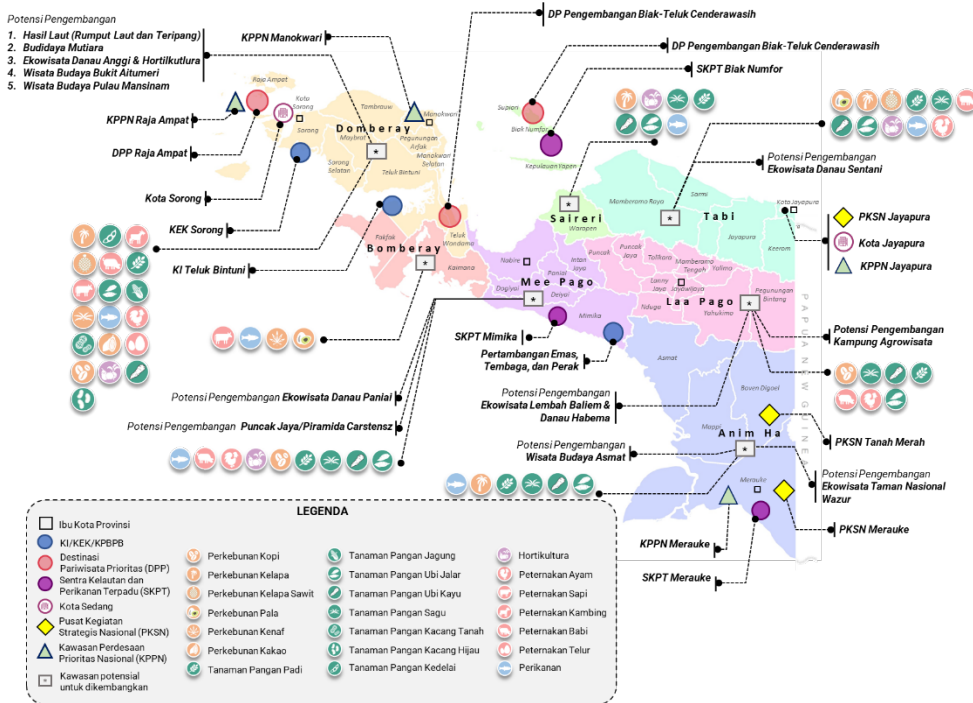 Potensi Pengembangan
1. Hasil Laut (Rumput Laut dan Teripang)
2. Budidaya Mutiara
3. Ekowisata Danau Anggi & Hortilkutlura
4. Wisata Budaya Bukit Aitumeri
5. Wisata Budaya Pulau Mansinam
KPPN Manokwari
DP Pengembangan Biak-Teluk Cenderawasih
DP Pengembangan Biak-Teluk Cenderawasih
SKPT Biak Numfor
KPPN Raja Ampat
DPP Raja Ampat
Kota Sorong
KEK Sorong
KI Teluk Bintuni
Raja Ampat
Kota
Sorong
Sorong
Tambrauw
Manokwari
Domberay
Maybrat
Pegunungan
Arfak
Manokwari
Selatan
Sorong
Selatan
Teluk Bintuni
Supiori
Biak Numfor
Kepulauan Yapen
Potensi Pengembangan
Ekowisata Danau Sentani
Bomberay
Fakfak
Kaimana
Teluk
Wondama
Saireri
Waropen
Mamberamo Raya
Sarmi
Tabi
Jayapura
Kota Jayapura
Keerom
PKSN Jayapura
Kota Jayapura
KPPN Jayapura
Nabire
Mee Pago
Dogiyai
Paniai
Deiyai
Intan
Jaya
Mimika
Puncak
Puncak
Jaya
Tolikara
Mamberamo
Tengah
Yalimo
Lanny
Jaya
Jayawijaya
Laa Pago
Nduga
Yahukimo
Pegunungan
Bintang
PAPUA NEW GUINEA
SKPT Mimika
Pertambangan Emas,
Tembaga, dan Perak
Potensi Pengembangan
Kampung Agrowisata
Potensi Pengembangan Ekowisata Danau Paniai
Potensi Pengembangan Puncak Jaya/Piramida Carstensz
Potensi Pengembangan
Ekowisata Lembah Baliem &
Danau Habema
Potensi Pengembangan
Wisata Budaya Asmat
Asmat
Boven Digoel
Mappi
Anim Ha
Merauke
PKSN Tanah Merah
Potensi Pengembangan
Ekowisata Taman Nasional
Wazur
PKSN Merauke
KPPN Merauke
SKPT Merauke
LEGENDA
Ibu Kota Provinsi
KI/KEK/KPBPB
Destinasi
Pariwisata Prioritas (DPP)
Sentra Kelautan dan
Perikanan Terpadu (SKPT)
Kota Sedang
Pusat Kegiatan
Strategis Nasional (PKSN)
Kawasan Perdesaan
Prioritas Nasional (KPPN)
Kawasan potensial
untuk dikembangkan
Perkebunan Kopi
Perkebunan Kelapa
Perkebunan Kelapa Sawit
Perkebunan Pala
Perkebunan Kenaf
Perkebunan Kakao
Tanaman Pangan Padi
Tanaman Pangan Jagung
Tanaman Pangan Ubi Jalar
Tanaman Pangan Ubi Kayu
Tanaman Pangan Sagu
Tanaman Pangan Kacang Tanah
Tanaman Pangan Kacang Hijau
Tanaman Pangan Kedelai
Hortikultura
Peternakan Ayam
Peternakan Sapi
Peternakan Kambing
Peternakan Babi
Peternakan Telur
Perikanan